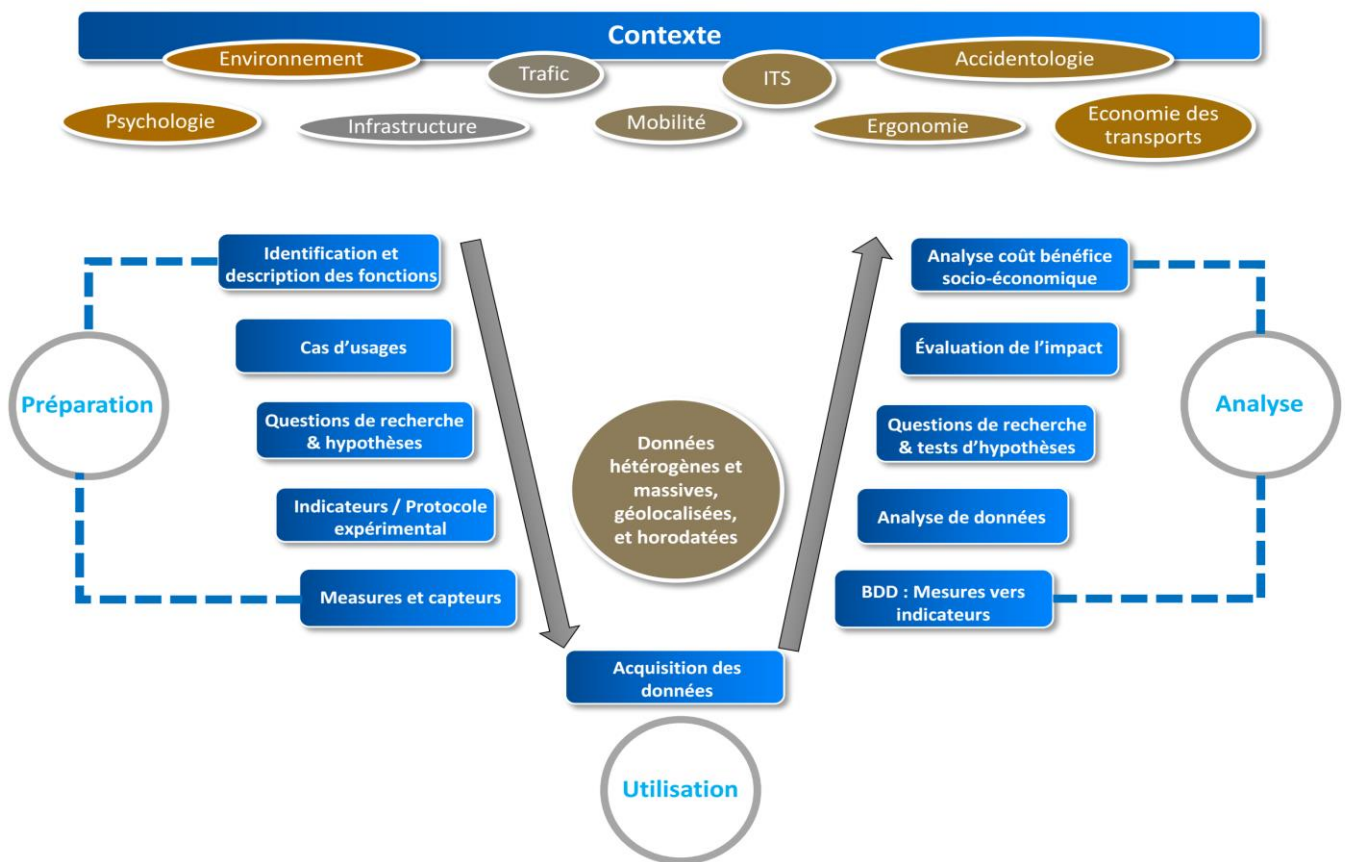 Contexte
Environnement
Trafic
ITS
Accidentologie
Psychologie
Infrastructure
Mobilité
Ergonomie
Economie des
transports
Identification et
description des fonctions
Cas d’usages
Questions de recherche
& hypothèses
Indicateurs / Protocole
expérimental
Measures et capteurs
Préparation
Données
hétérogènes et
massives,
géolocalisées,
et horodatées
Acquisition des
données
Utilisation
Analyse coût bénéfice
socio-économique
Évaluation de l’impact
Questions de recherche
& tests d’hypothèses
Analyse de données
BDD : Mesures vers
indicateurs
Analyse